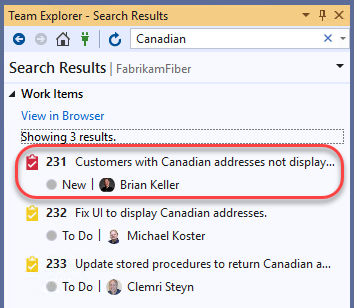 Team Explorer - Search Results
Canadian
Search Results | FabrikamFiber
Work Items
View in Browser
Showing 3 results.
231 Customers with Canadian addresses not display...
New | Brian Keller
232 Fix UI to display Canadian addresses.
To Do | Michael Koster
233 Update stored procedures to return Canadian a...
To Do | Clemri Steyn